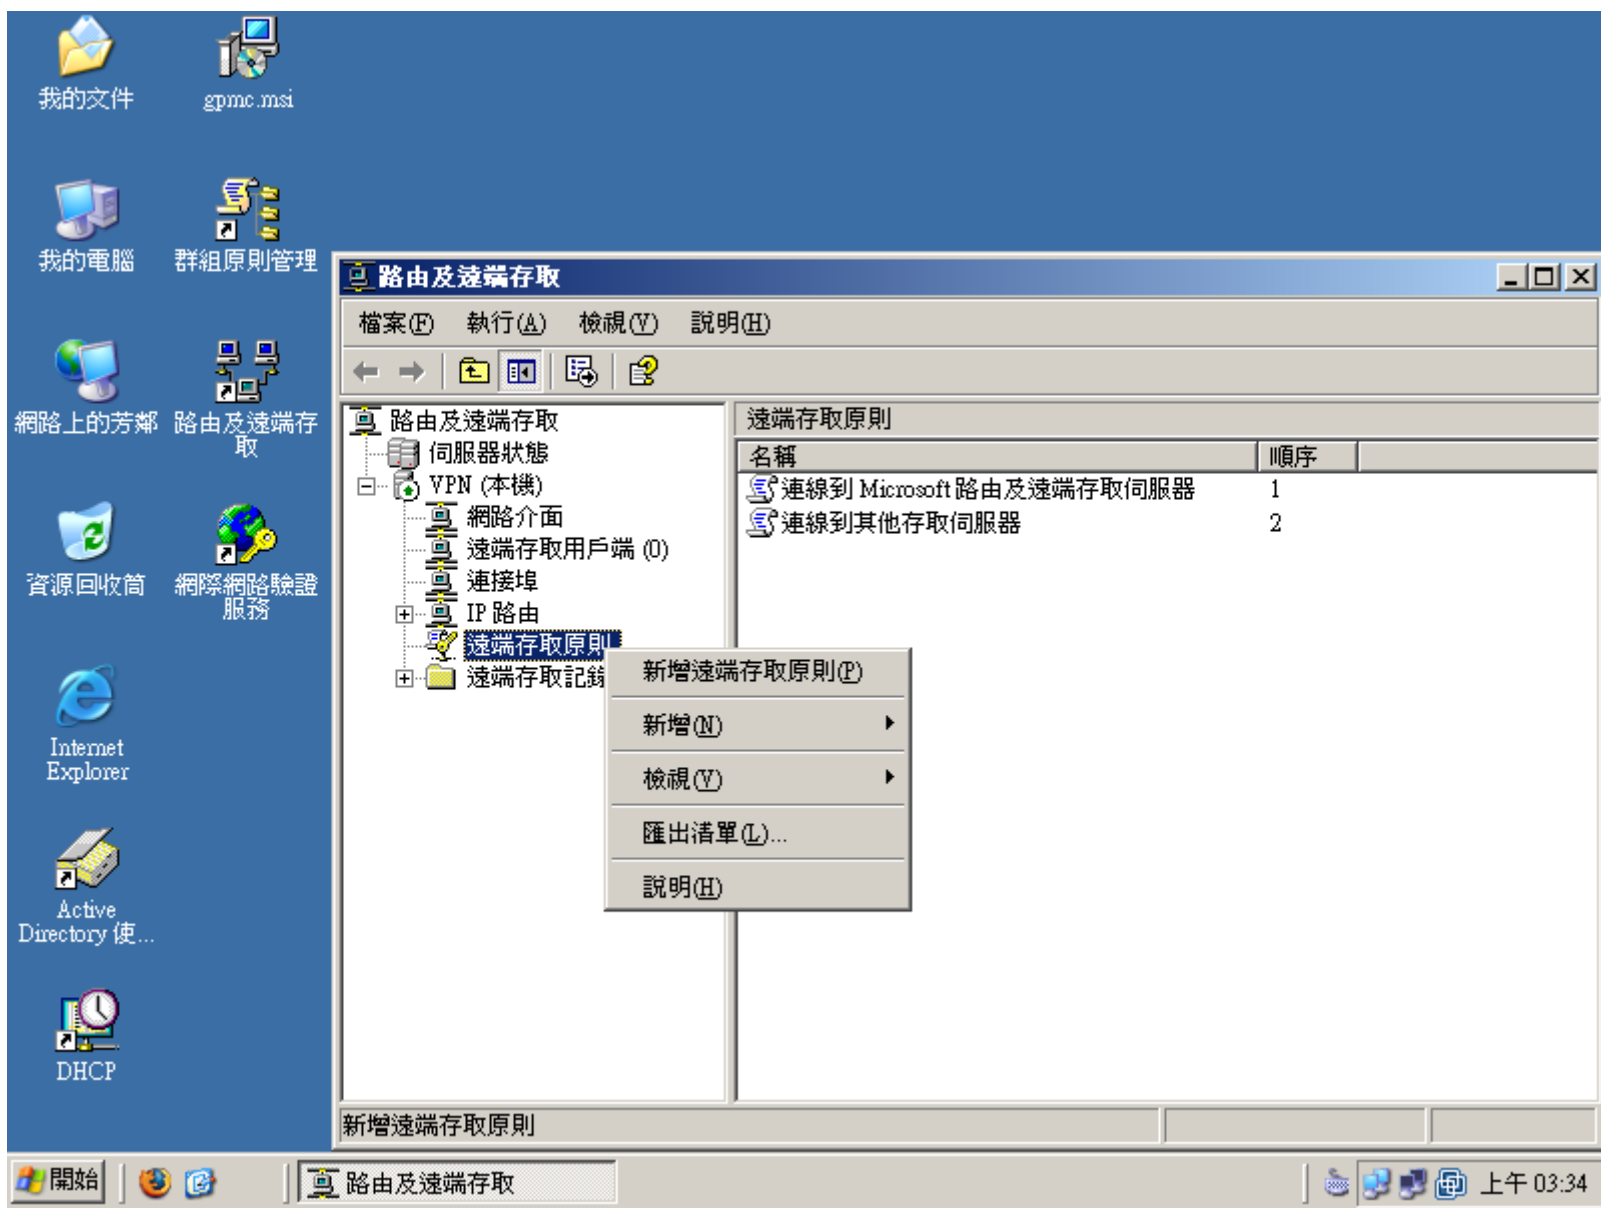 我的文件
gpmc.msi
我的電腦
群組原則管理
網路上的芳鄰
路由及遠端存
取
資源回收筒
網際網路驗證
服務
Internet
Explorer
Active
Directory 使...
DHCP
路由及遠端存取
檔案(F) 執行(A) 檢視(V) 說明(H)
路由及遠端存取
伺服器狀態
VPN (本機)
網路介面
遠端存取用戶端 (0)
連接埠
IP 路由
遠端存取原則
遠端存取記錄
遠端存取原則
名稱 順序
連線到 Microsoft 路由及遠端存取伺服器 1
連線到其他存取伺服器 2
新增遠端存取原則(P)
新增(N)
檢視(V)
匯出清單(L)...
說明(H)
新增遠端存取原則
開始
路由及遠端存取
上午 03:34